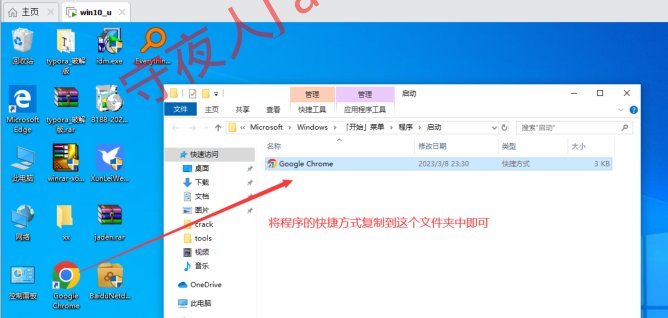 主页
win10_u
守夜人
回收站
typora_破解版
idm.exe
Everythin...
Microsoft Edge
typora_破解版.rar
8188-202...
此电脑
winrar-x6...
XunLeiWe...
网络
xx
jaden.rar
控制面板
Google Chrome
BaiduNetd...
管理
管理
启动
文件
主页
共享
查看
快捷工具
应用程序工具
« Microsoft › Windows › 「开始」菜单 › 程序 › 启动
搜索"启动"
名称
修改日期
类型
大小
快速访问
桌面
下载
文档
图片
crack
tools
视频
音乐
OneDrive
此电脑
Google Chrome
2023/3/8 23:30
快捷方式
3 KB
将程序的快捷方式复制到这个文件夹中即可